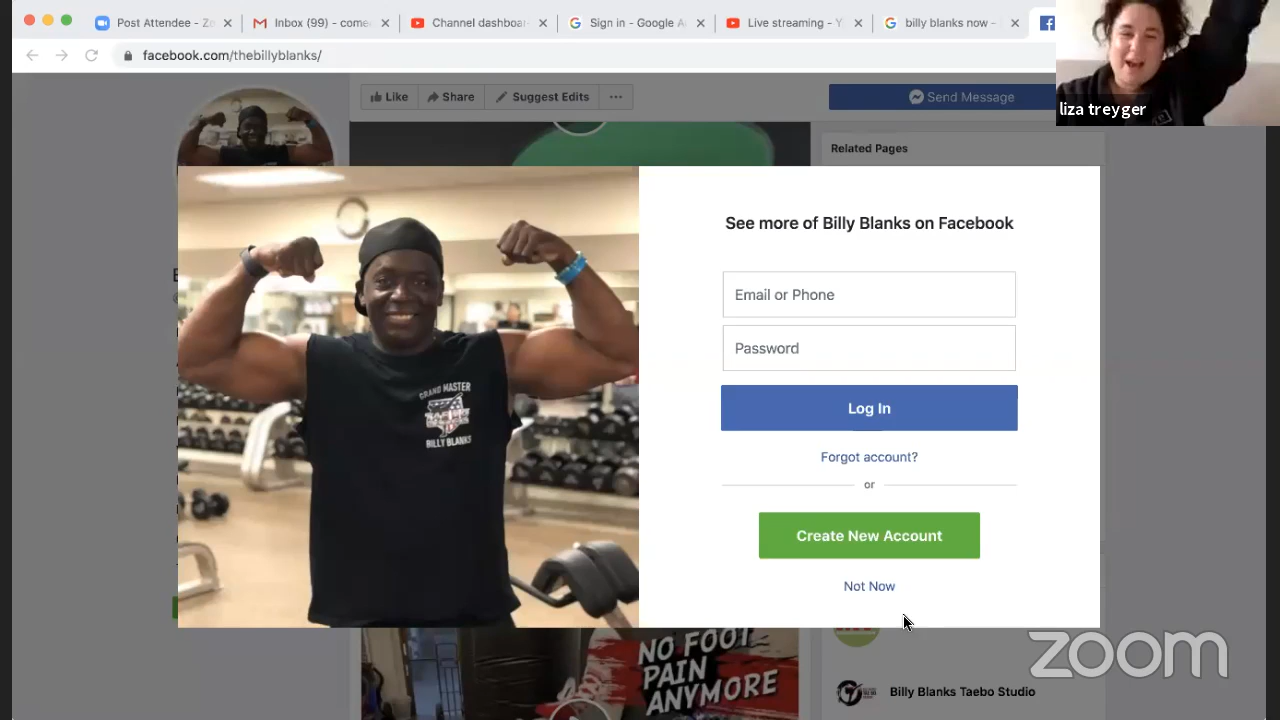 Post Attendee - Zo
Inbox (99) - come
Channel dashboar
Sign in - Google A
Live streaming - Y
billy blanks now -
facebook.com/thebillyblanks/
liza treyger
Like
Share
Suggest Edits
Send Message
Related Pages
See more of Billy Blanks on Facebook
Email or Phone
Password
GRAND MASTER
BILLY BLANKS
Log In
Forgot account?
or
Create New Account
Not Now
NO FOOT
PAIN
ANYMORE
zoom
Billy Blanks Taebo Studio